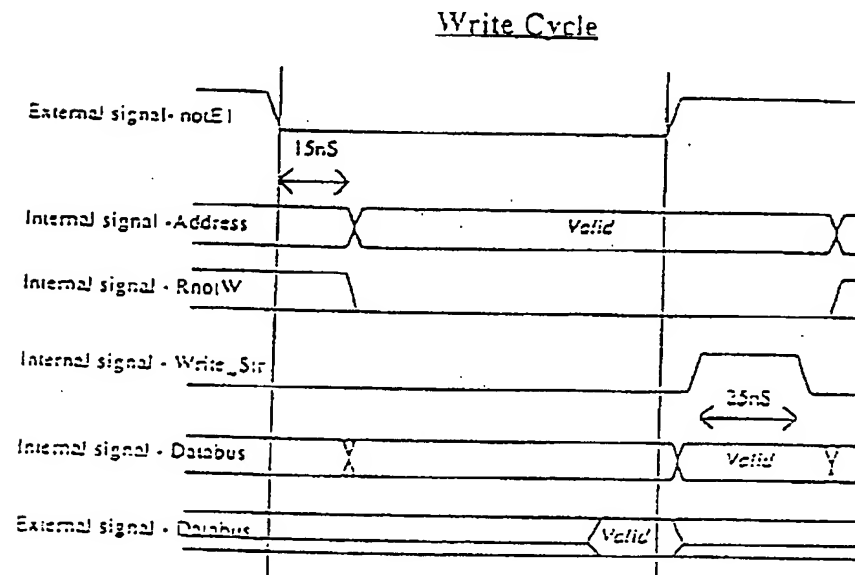 Write Cycle
External signal- notE1
15nS
Internal signal -Address
Valid
Internal signal - RnotW
Internal signal - Write_Str
25nS
Internal signal - Databus
Valid
External signal - Databus
Valid